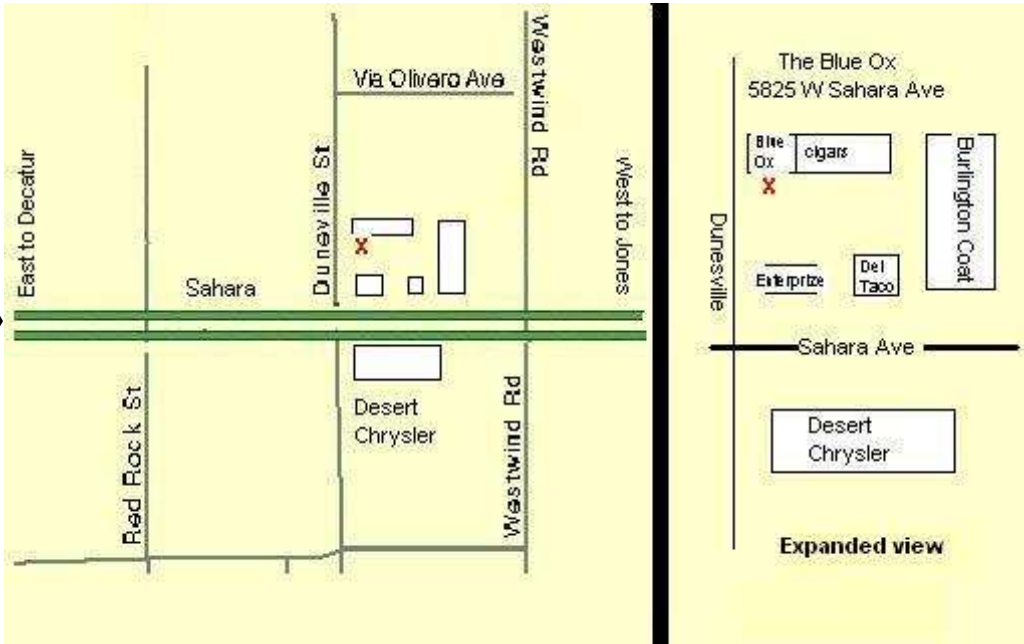 Via Olivero Ave
Westwind Rd
East to Decatur
Duneville St
West to Jones
Sahara
Red Rock St
Desert
Chrysler
Westwind Rd
The Blue Ox
5825 W Sahara Ave
Blue
Ox
cigars
Burlington Coat
Dunesville
Enterprize
Del
Taco
Sahara Ave
Desert
Chrysler
Expanded view